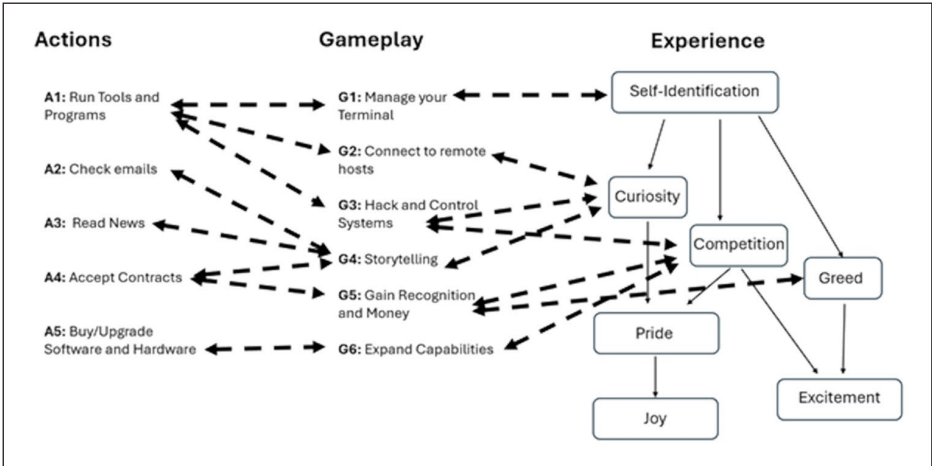 Actions
A1: Run Tools and
Programs
A2: Check emails
A3: Read News
A4: Accept Contracts
A5: Buy/Upgrade
Software and Hardware
Gameplay
G1: Manage your
Terminal
G2: Connect to remote
hosts
G3: Hack and Control
Systems
G4: Storytelling
G5: Gain Recognition
and Money
G6: Expand Capabilities
Experience
Self-Identification
Curiosity
Competition
Greed
Pride
Excitement
Joy